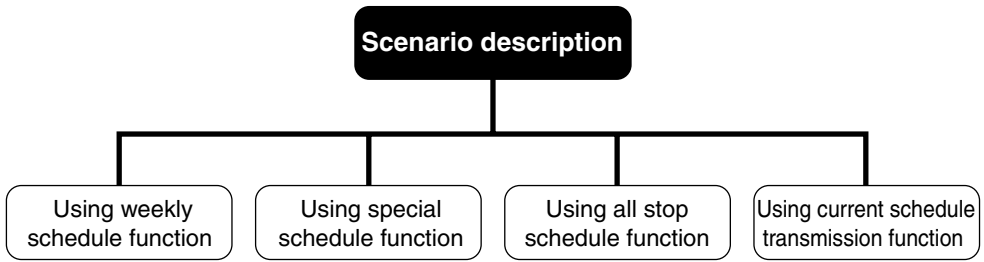 Scenario description
Using weekly
schedule function
Using special
schedule function
Using all stop
schedule function
Using current schedule
transmission function